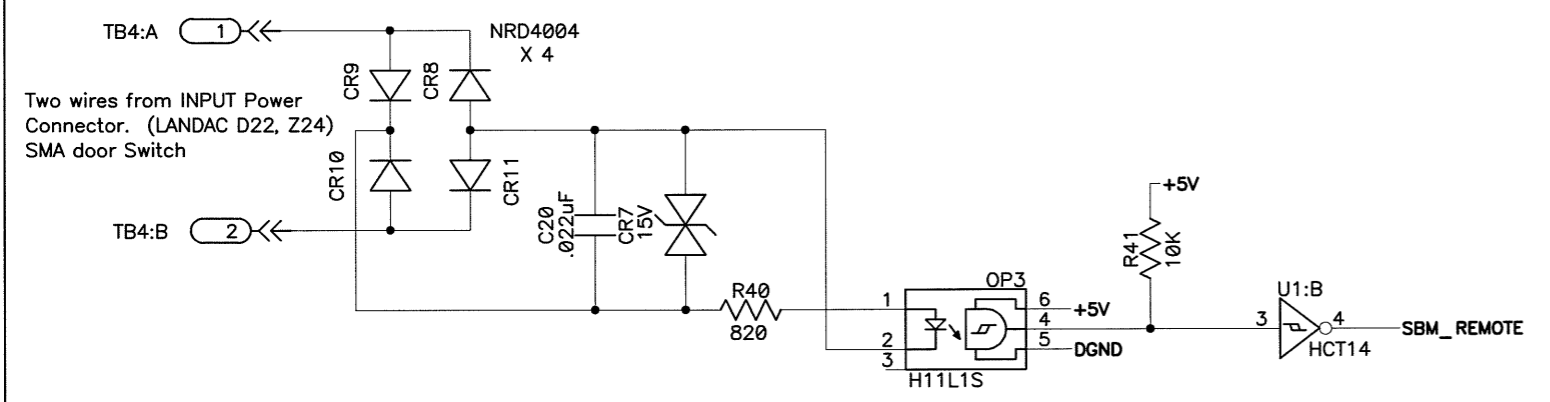 TB4:A
1
NRD4004
X 4
CR9
CR8
Two wires from INPUT Power
Connector. (LANDAC D22, Z24)
SMA door Switch
CR10
CR11
TB4:B
2
C20
.022uF
CR7
15V
R40
820
+5V
R41
10K
OP3
1
2
3
6
+5V
4
5
DGND
H11L1S
U1:B
3
4
HCT14
SBM_REMOTE